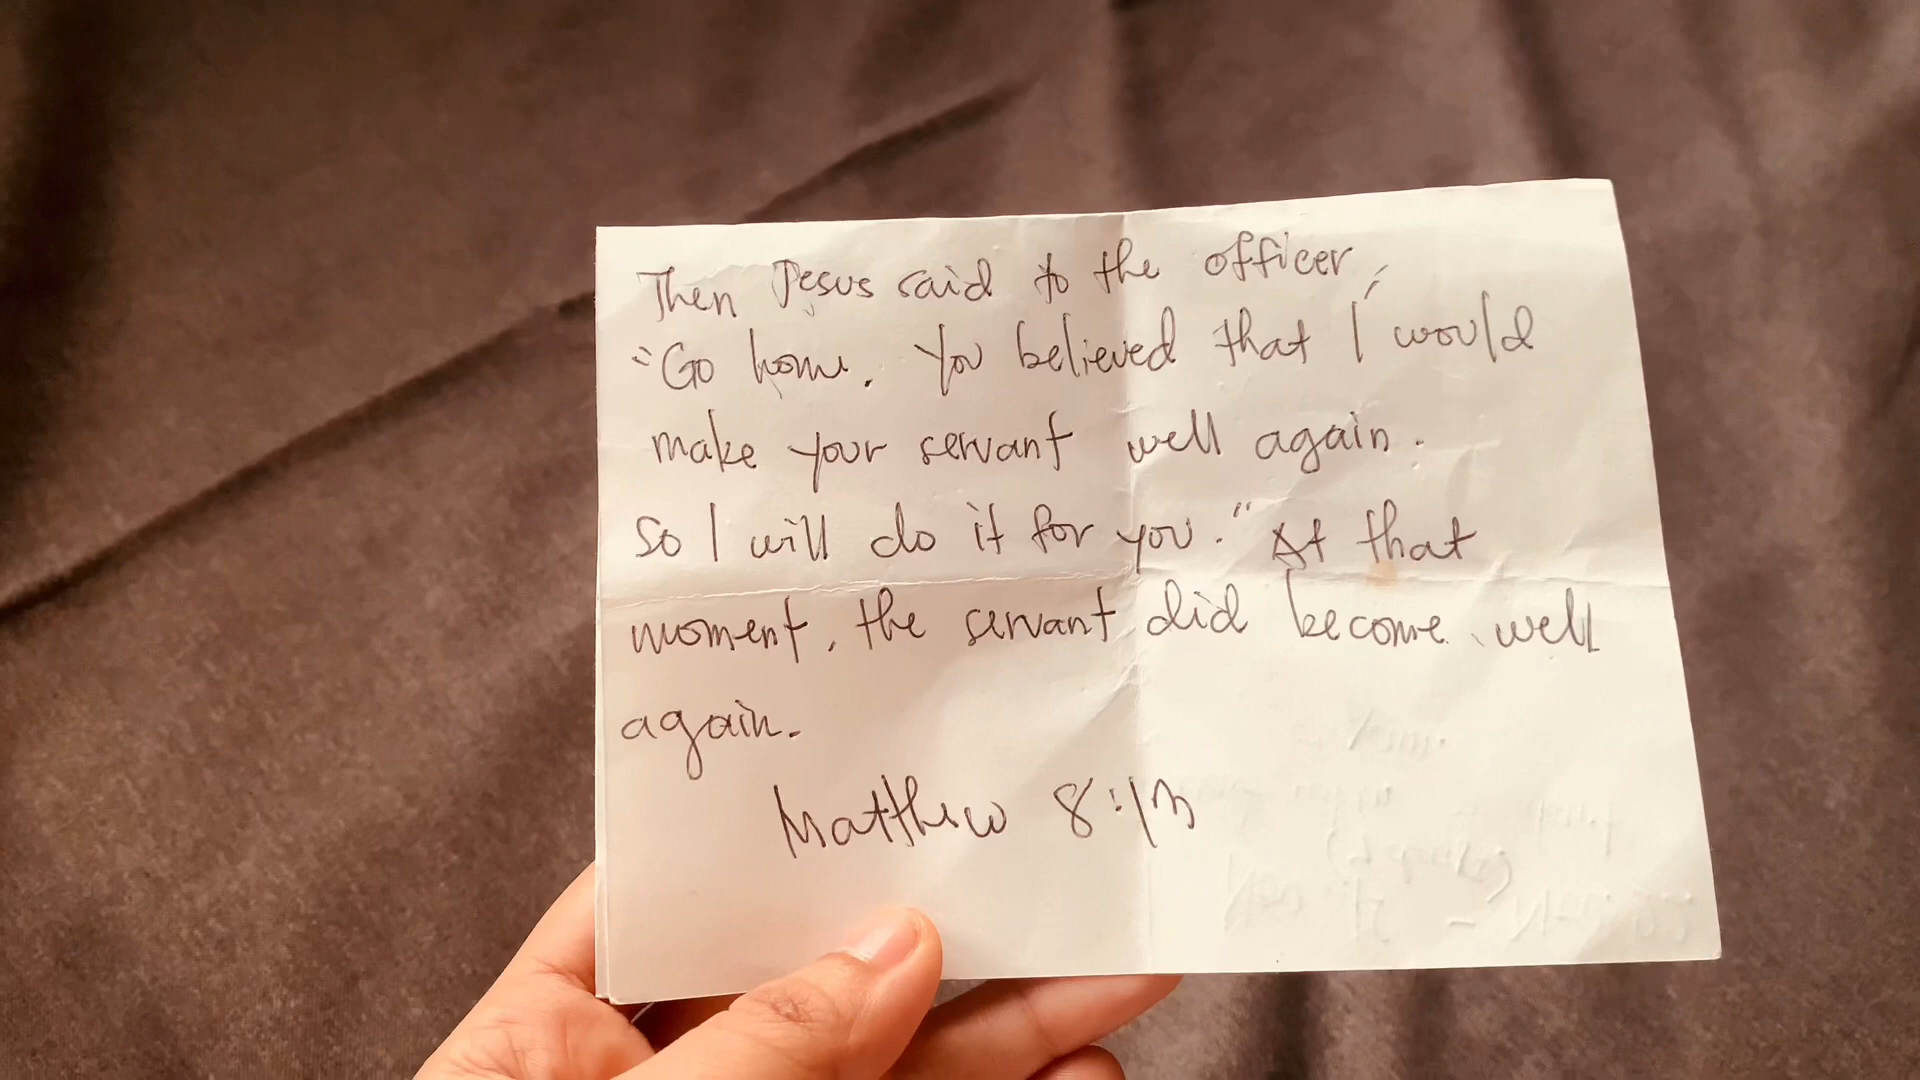 Then Jesus said to the officer,
"Go home. You believed that I would
make your servant well again.
So I will do it for you." At that
moment, the servant did become well
again.
Matthew 8:13